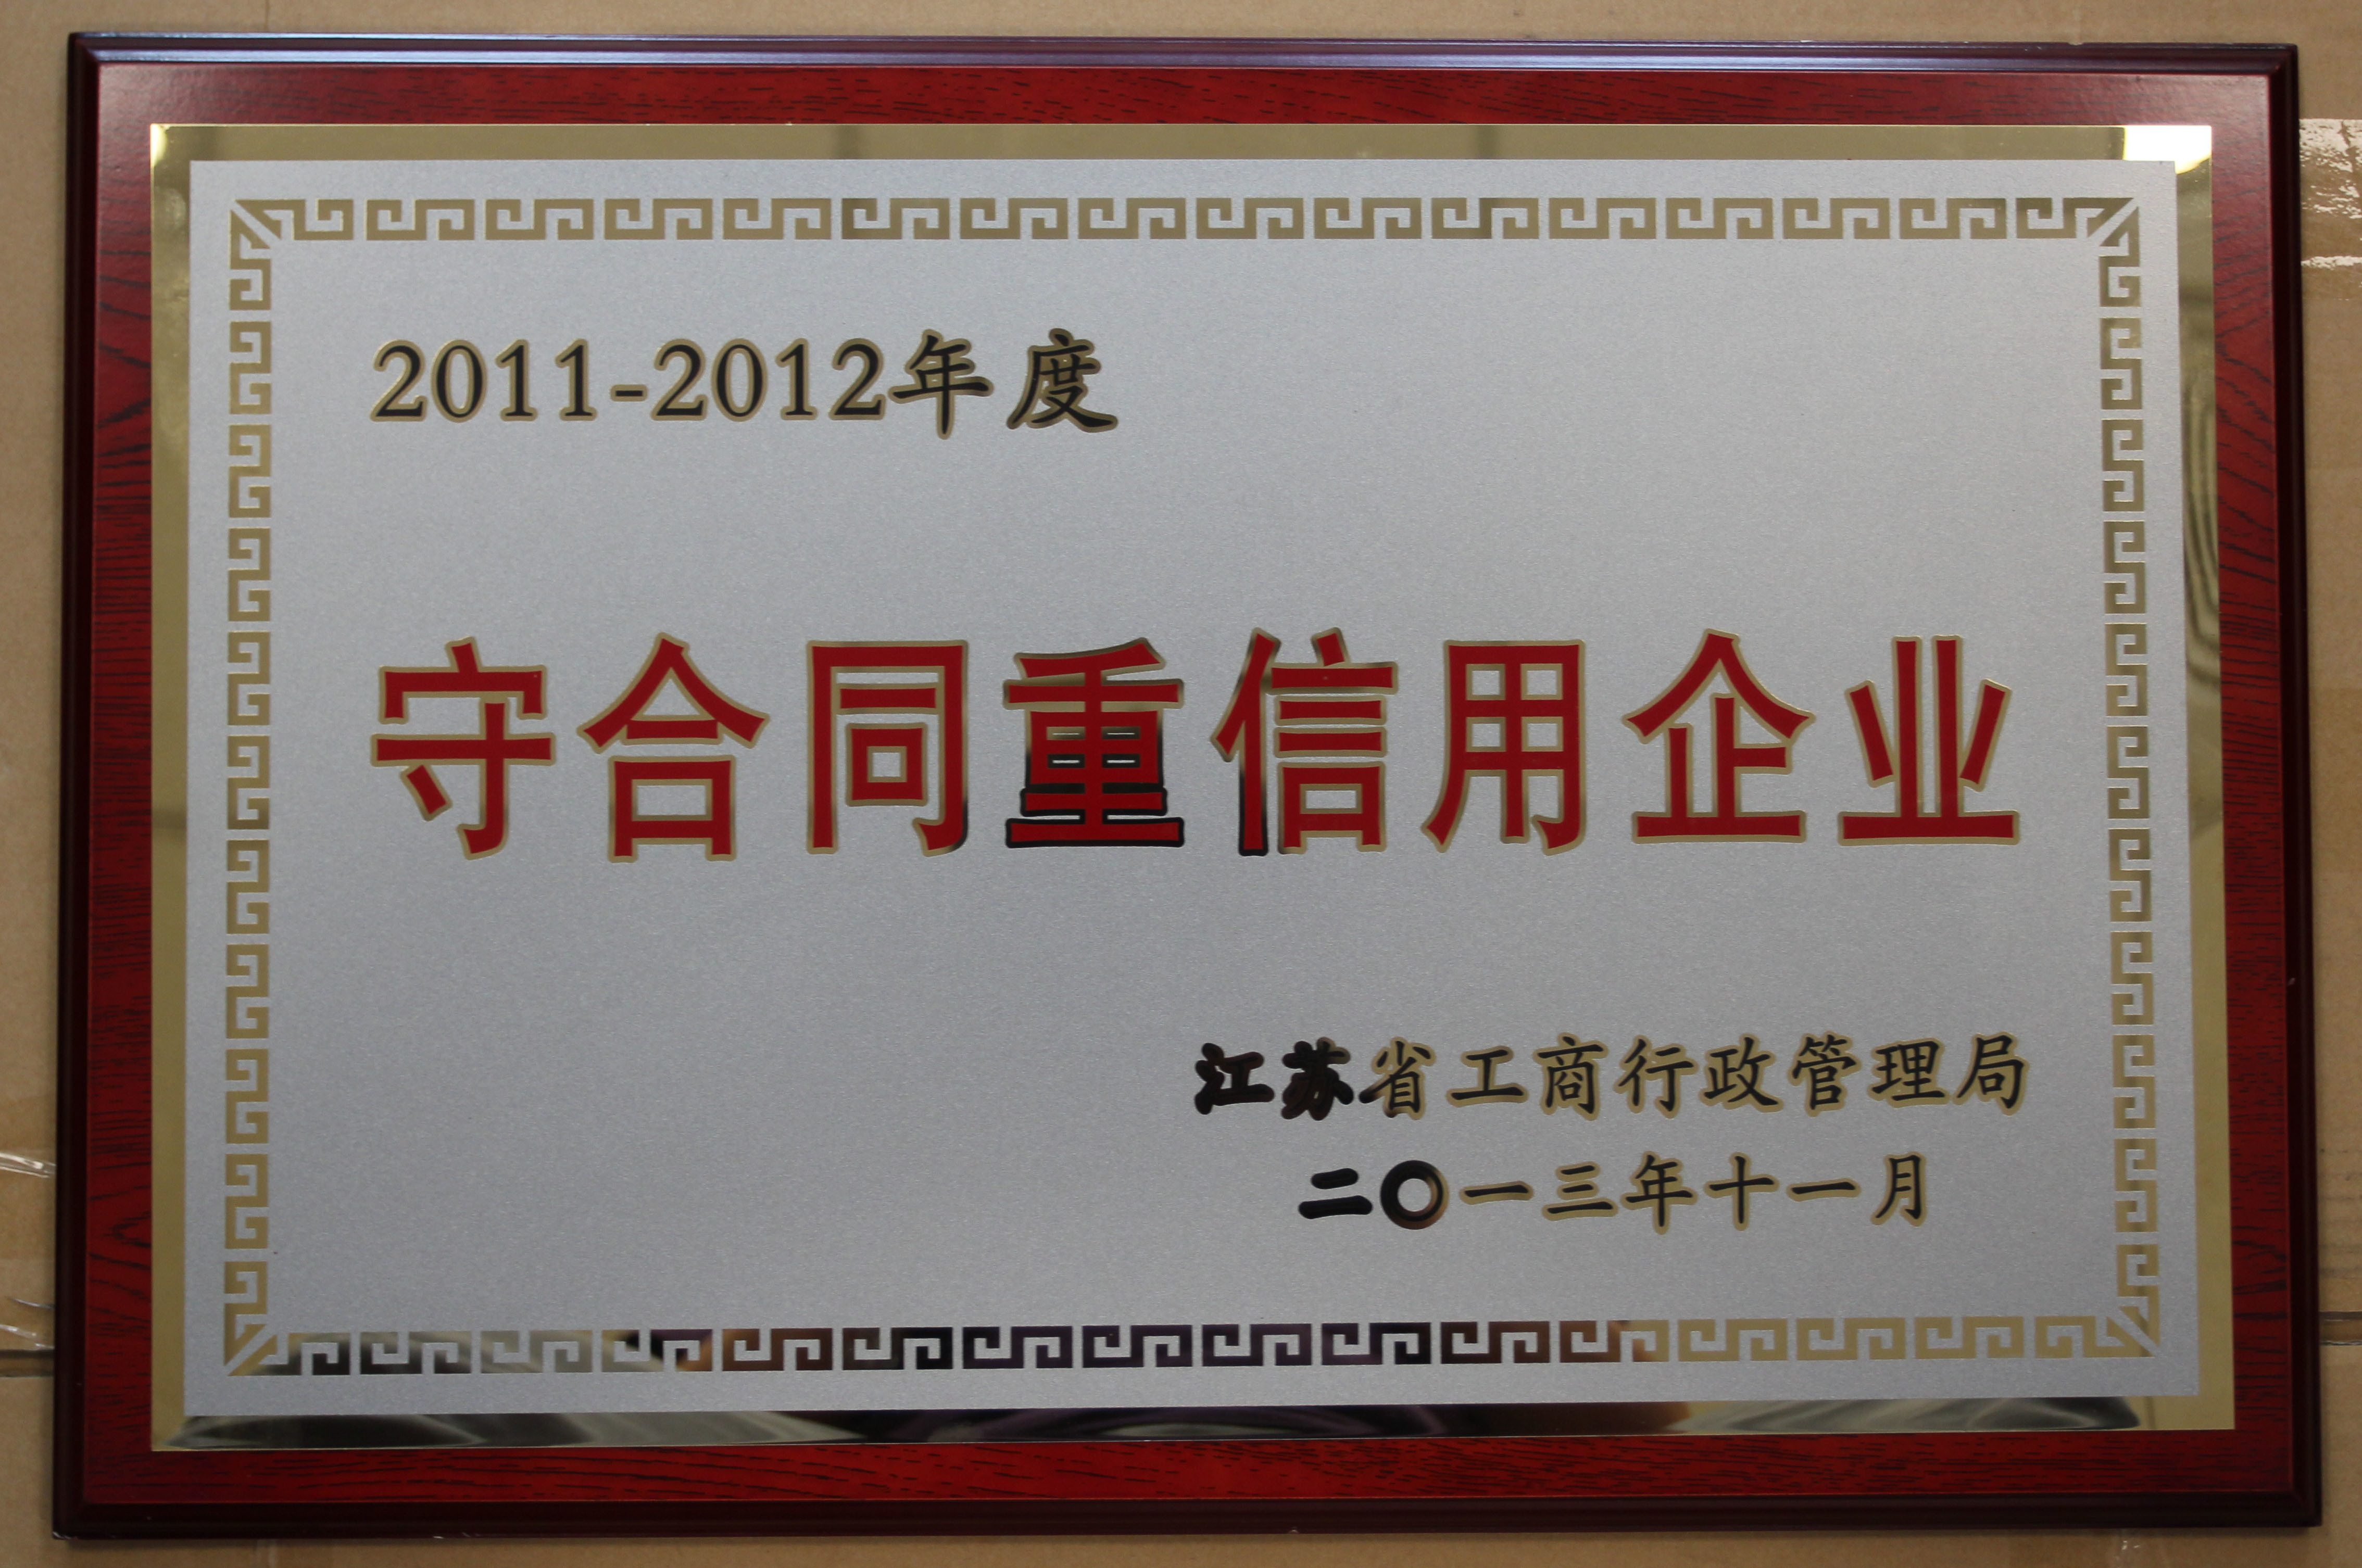 2011-2012年度
守合同重信用企业
江苏省工商行政管理局
二〇一三年十一月